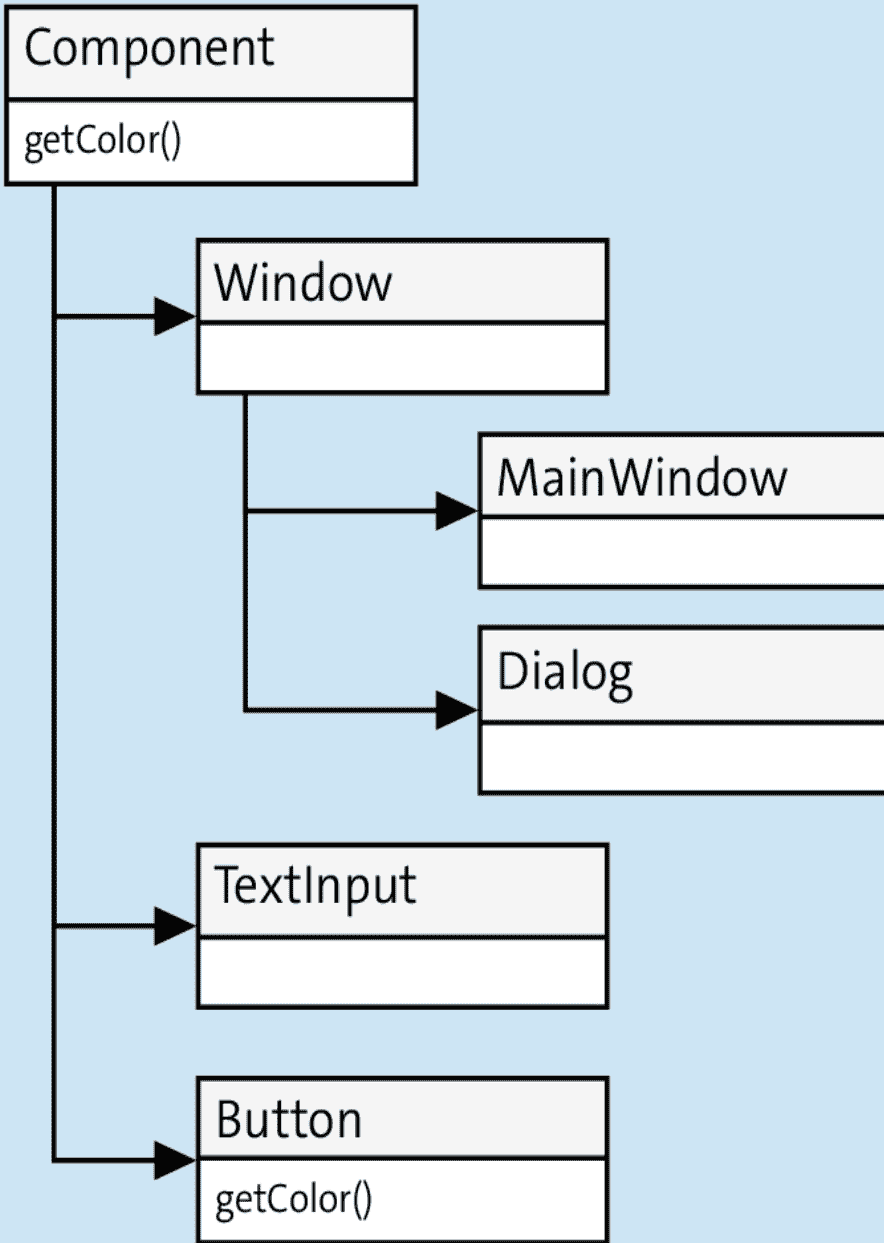 Component
getColor()
Window
MainWindow
Dialog
TextInput
Button
getColor()